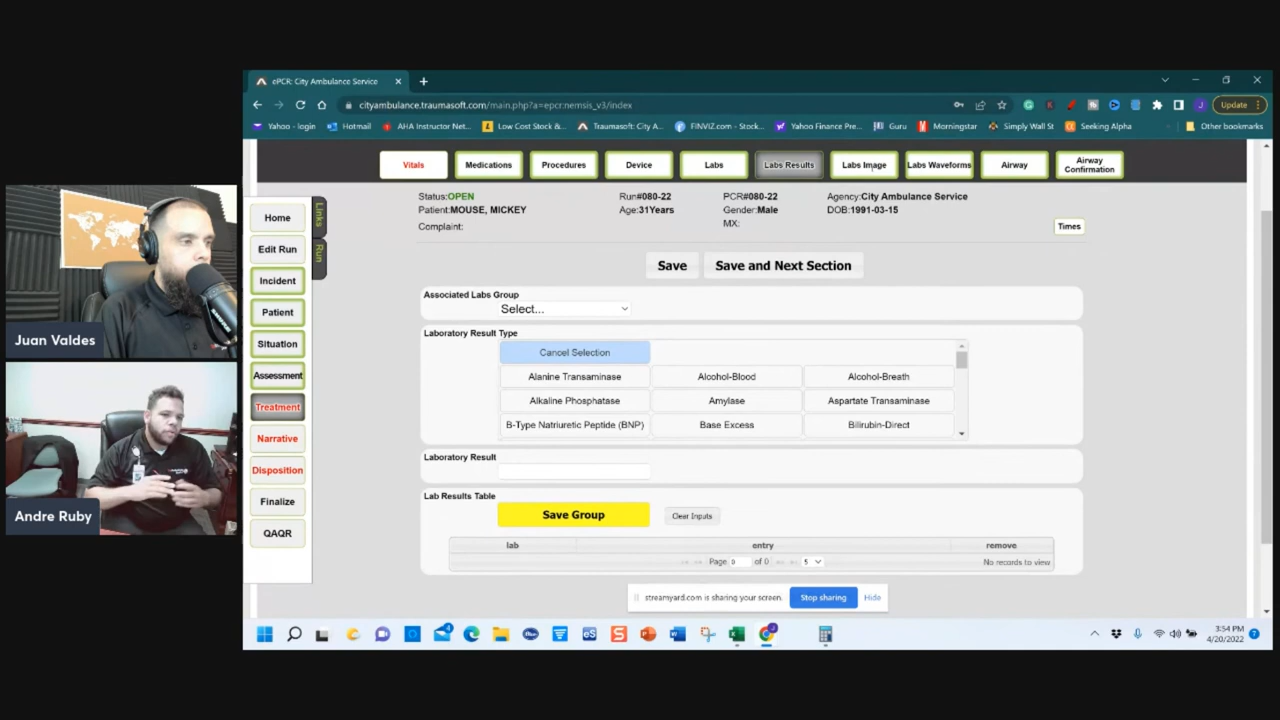 ePCR: City Ambulance Service
cityambulance.traumasoft.com/main.php?a=epcr:nemsis_v3/index
Update
Yahoo - login
Hotmail
AHA Instructor Net...
Low Cost Stock &...
Traumasoft: City A...
FINVIZ.com - Stock...
Yahoo Finance Pre...
Guru
Morningstar
Simply Wall St
Seeking Alpha
Other bookmarks
Vitals
Medications
Procedures
Device
Labs
Labs Results
Labs Image
Labs Waveforms
Airway
Airway Confirmation
Status:OPEN
Run#080-22
PCR#080-22
Agency:City Ambulance Service
Patient:MOUSE, MICKEY
Age:31Years
Gender:Male
DOB:1991-03-15
Complaint:
MX:
Times
Links
Run
Home
Edit Run
Incident
Patient
Situation
Assessment
Treatment
Narrative
Disposition
Finalize
QAQR
Save
Save and Next Section
Associated Labs Group
Select...
Laboratory Result Type
Cancel Selection
Alanine Transaminase
Alcohol-Blood
Alcohol-Breath
Alkaline Phosphatase
Amylase
Aspartate Transaminase
B-Type Natriuretic Peptide (BNP)
Base Excess
Bilirubin-Direct
Laboratory Result
Lab Results Table
Save Group
Clear Inputs
lab
entry
remove
Page 0 of 0
5
No records to view
streamyard.com is sharing your screen.
Stop sharing
Hide
3:54 PM
4/20/2022
Juan Valdes
Andre Ruby